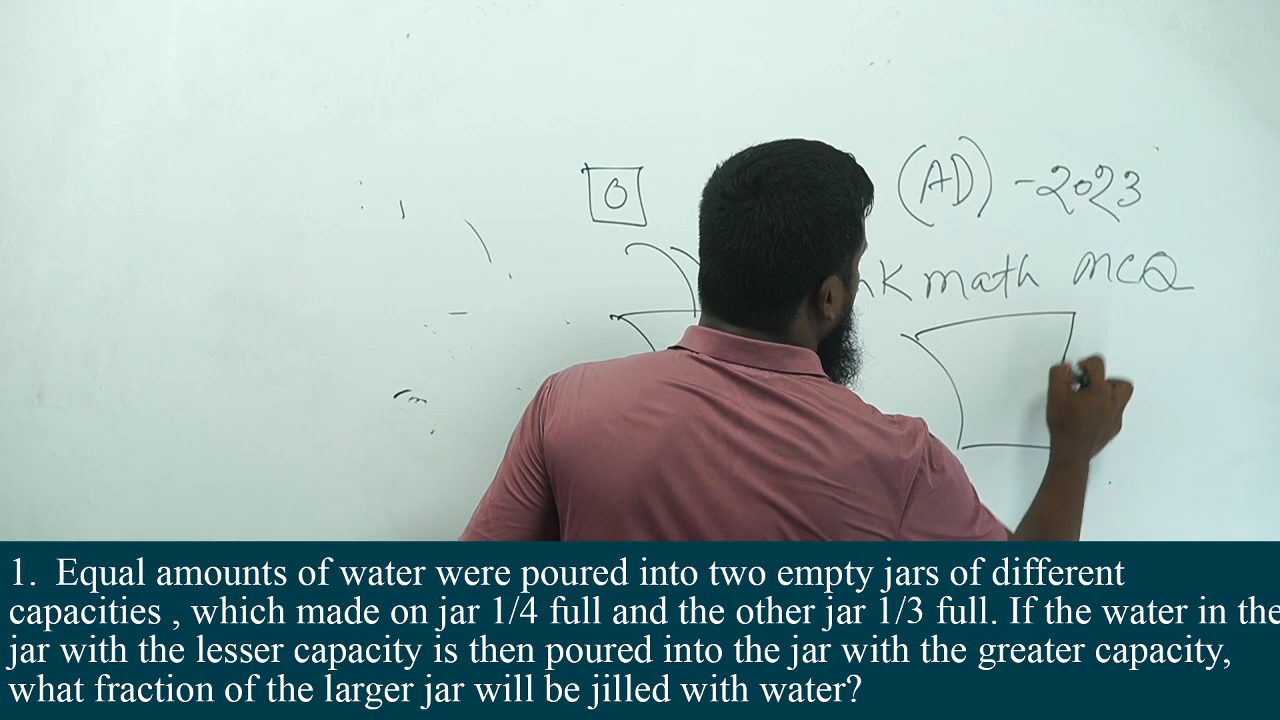 B
(AD) - 2023
math MCQ
1. Equal amounts of water were poured into two empty jars of different
capacities , which made on jar 1/4 full and the other jar 1/3 full. If the water in the
jar with the lesser capacity is then poured into the jar with the greater capacity,
what fraction of the larger jar will be jilled with water?